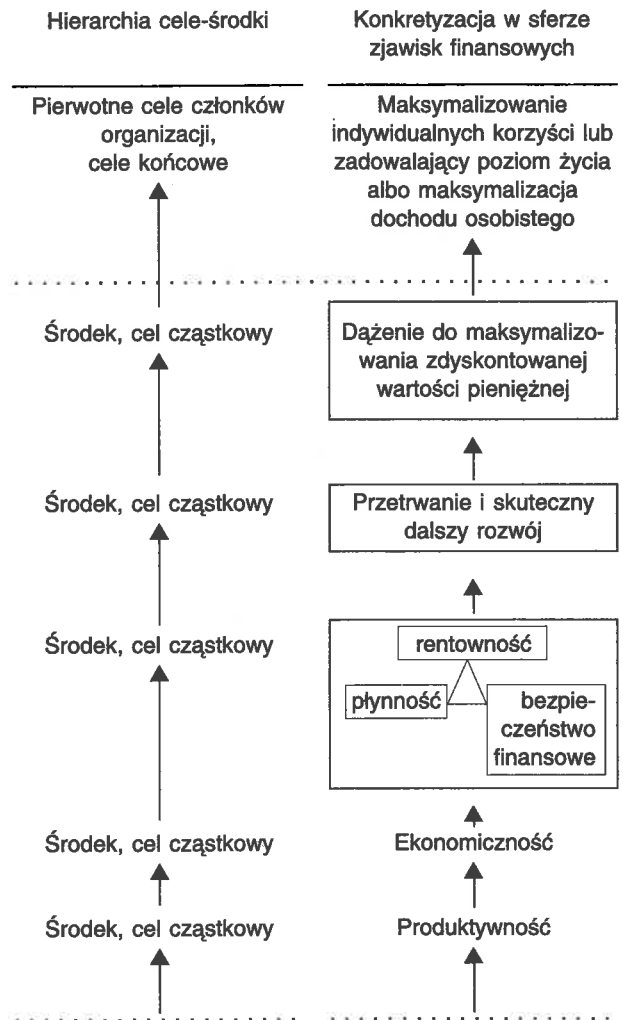 Hierarchia cele-środki
Konkretyzacja w sferze
zjawisk finansowych
Pierwotne cele członków
organizacji,
cele końcowe
Maksymalizowanie
indywidualnych korzyści lub
zadowalający poziom życia
albo maksymalizacja
dochodu osobistego
Środek, cel cząstkowy
Dążenie do maksymalizo-
wania zdyskontowanej
wartości pieniężnej
Środek, cel cząstkowy
Przetrwanie i skuteczny
dalszy rozwój
Środek, cel cząstkowy
rentowność
płynność
bezpie-
czeństwo
finansowe
Środek, cel cząstkowy
Ekonomiczność
Środek, cel cząstkowy
Produktywność